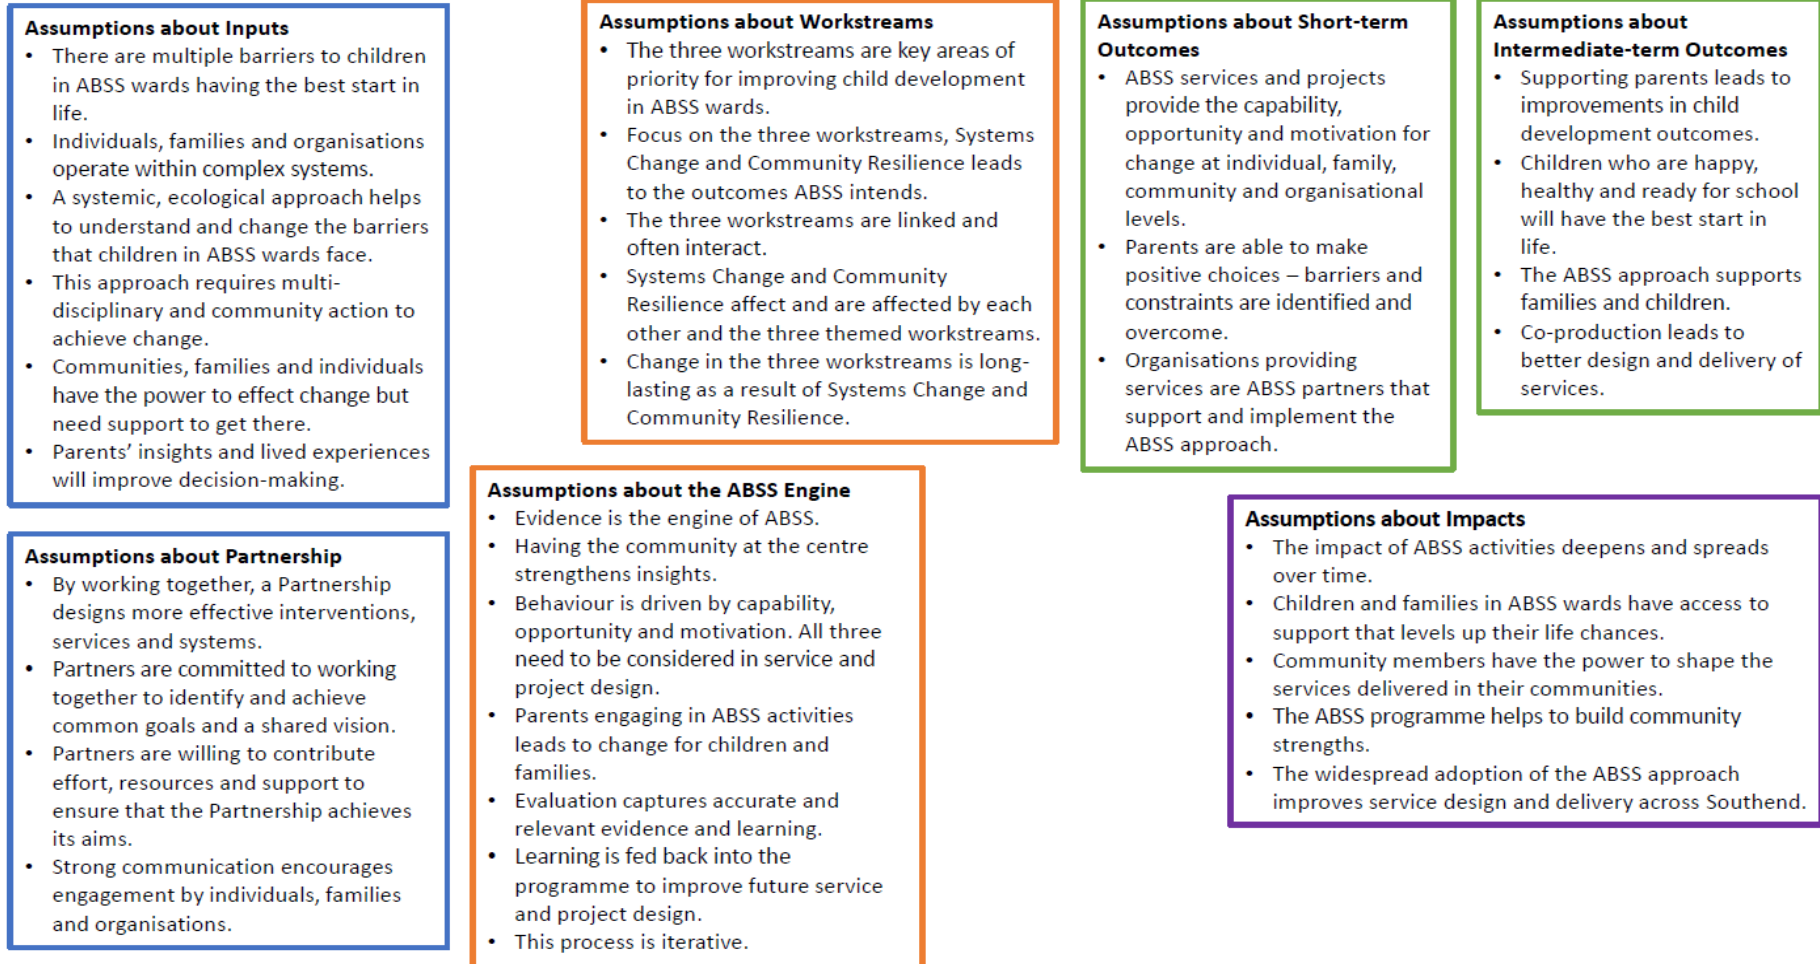 Assumptions about Inputs
• There are multiple barriers to children
in ABSS wards having the best start in
life.
• Individuals, families and organisations
operate within complex systems.
• A systemic, ecological approach helps
to understand and change the barriers
that children in ABSS wards face.
• This approach requires multi-
disciplinary and community action to
achieve change.
• Communities, families and individuals
have the power to effect change but
need support to get there.
• Parents’ insights and lived experiences
will improve decision-making.
Assumptions about Partnership
• By working together, a Partnership
designs more effective interventions,
services and systems.
• Partners are committed to working
together to identify and achieve
common goals and a shared vision.
• Partners are willing to contribute
effort, resources and support to
ensure that the Partnership achieves
its aims.
• Strong communication encourages
engagement by individuals, families
and organisations.
Assumptions about Workstreams
• The three workstreams are key areas of
priority for improving child development
in ABSS wards.
• Focus on the three workstreams, Systems
Change and Community Resilience leads
to the outcomes ABSS intends.
• The three workstreams are linked and
often interact.
• Systems Change and Community
Resilience affect and are affected by each
other and the three themed workstreams.
• Change in the three workstreams is long-
lasting as a result of Systems Change and
Community Resilience.
Assumptions about the ABSS Engine
• Evidence is the engine of ABSS.
• Having the community at the centre
strengthens insights.
• Behaviour is driven by capability,
opportunity and motivation. All three
need to be considered in service and
project design.
• Parents engaging in ABSS activities
leads to change for children and
families.
• Evaluation captures accurate and
relevant evidence and learning.
• Learning is fed back into the
programme to improve future service
and project design.
• This process is iterative.
Assumptions about Short-term
Outcomes
• ABSS services and projects
provide the capability,
opportunity and motivation for
change at individual, family,
community and organisational
levels.
• Parents are able to make
positive choices – barriers and
constraints are identified and
overcome.
• Organisations providing
services are ABSS partners that
support and implement the
ABSS approach.
Assumptions about
Intermediate-term Outcomes
• Supporting parents leads to
improvements in child
development outcomes.
• Children who are happy,
healthy and ready for school
will have the best start in
life.
• The ABSS approach supports
families and children.
• Co-production leads to
better design and delivery of
services.
Assumptions about Impacts
• The impact of ABSS activities deepens and spreads
over time.
• Children and families in ABSS wards have access to
support that levels up their life chances.
• Community members have the power to shape the
services delivered in their communities.
• The ABSS programme helps to build community
strengths.
• The widespread adoption of the ABSS approach
improves service design and delivery across Southend.